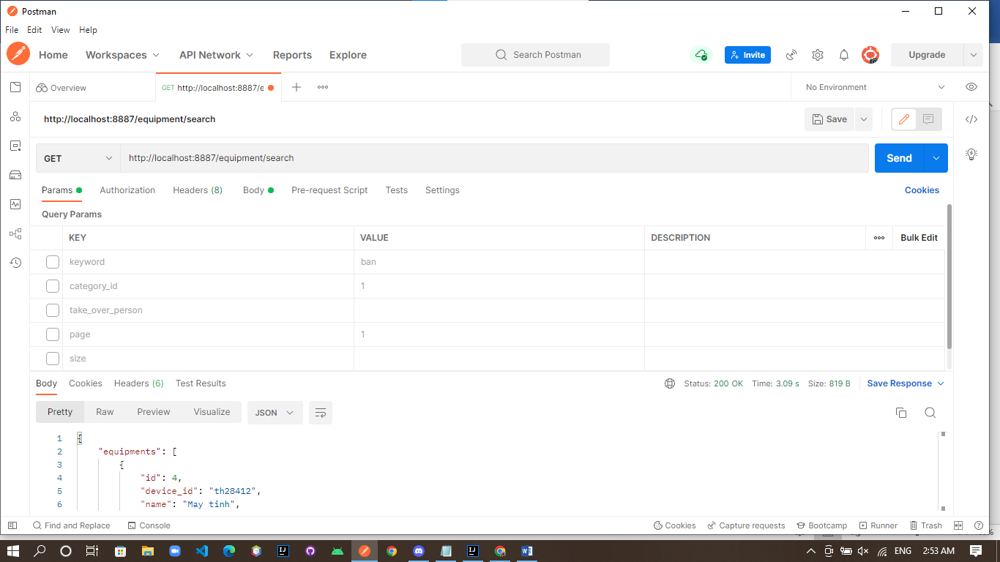 Postman
File Edit View Help
Home Workspaces API Network Reports Explore Search Postman Invite Upgrade
Overview GET http://localhost:8887/e No Environment
http://localhost:8887/equipment/search Save
GET http://localhost:8887/equipment/search Send
Params Authorization Headers (8) Body Pre-request Script Tests Settings Cookies
Query Params
KEY VALUE DESCRIPTION Bulk Edit
keyword ban
category_id 1
take_over_person
page 1
size
Body Cookies Headers (6) Test Results Status: 200 OK Time: 3.09 s Size: 819 B Save Response
Pretty Raw Preview Visualize JSON
1 {
2 "equipments": [
3 {
4 "id": 4,
5 "device_id": "th28412",
6 "name": "May tinh",
Find and Replace Console Cookies Capture requests Bootcamp Runner Trash
ENG 2:53 AM